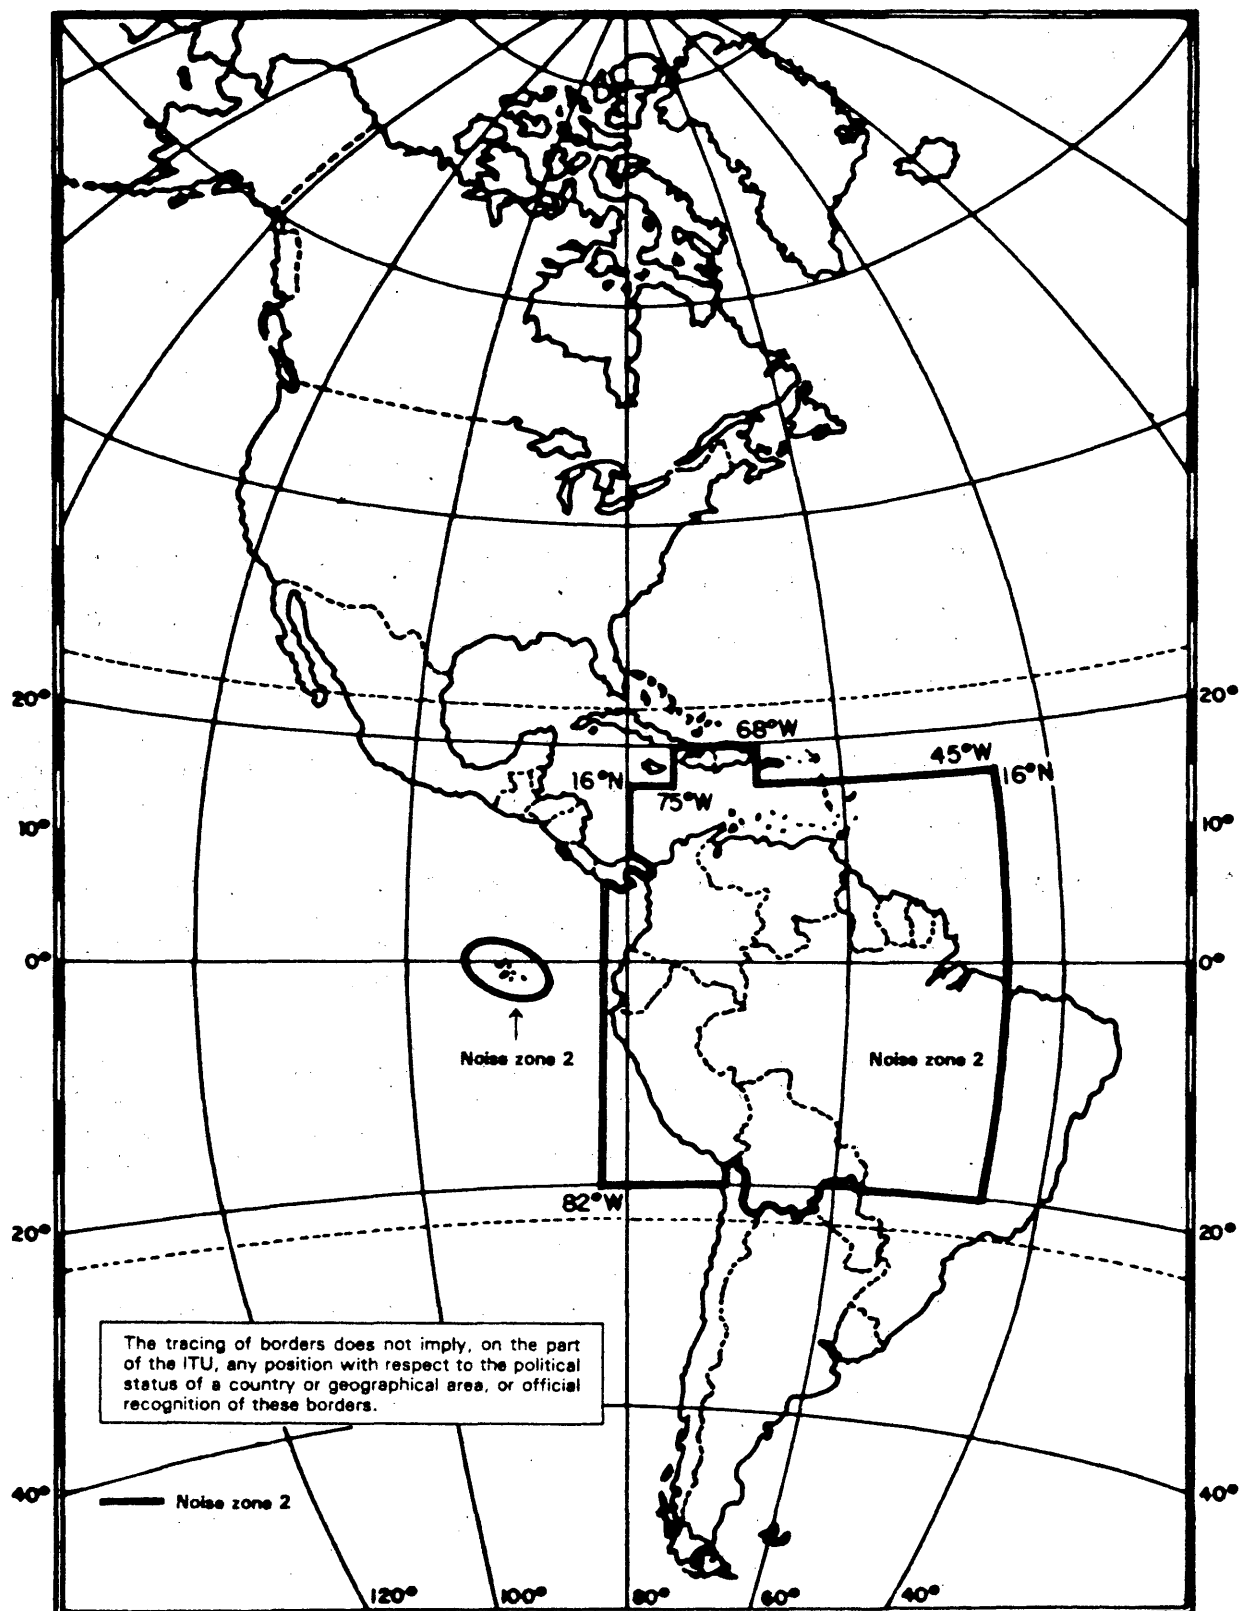 20°
20°
68°W
45°W
16°N
16°N
75°W
10°
10°
0°
0°
Noise zone 2
Noise zone 2
82°W
20°
20°
The tracing of borders does not imply, on the part
of the ITU, any position with respect to the political
status of a country or geographical area, or official
recognition of these borders.
40°
40°
Noise zone 2
120°
100°
80°
60°
40°